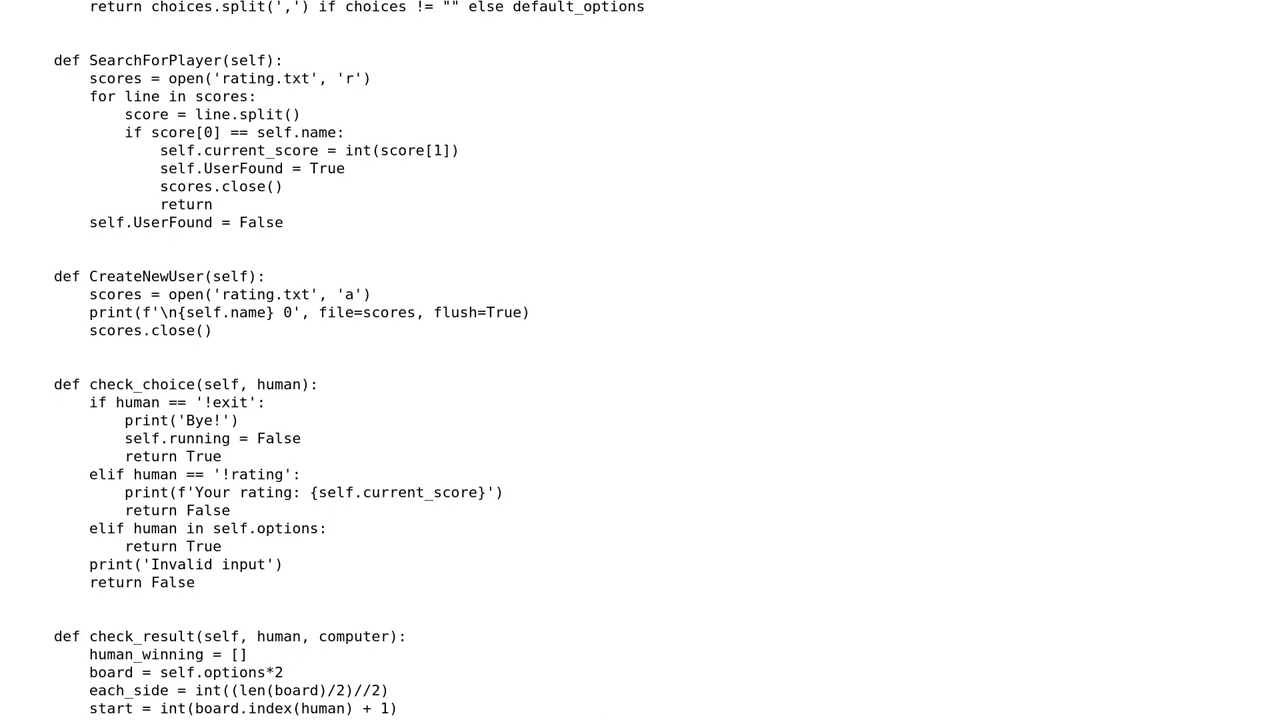 return choices.split(',') if choices != "" else default_options
def SearchForPlayer(self):
scores = open('rating.txt', 'r')
for line in scores:
score = line.split()
if score[0] == self.name:
self.current_score = int(score[1])
self.UserFound = True
scores.close()
return
self.UserFound = False
def CreateNewUser(self):
scores = open('rating.txt', 'a')
print(f'\n{self.name} 0', file=scores, flush=True)
scores.close()
def check_choice(self, human):
if human == '!exit':
print('Bye!')
self.running = False
return True
elif human == '!rating':
print(f'Your rating: {self.current_score}')
return False
elif human in self.options:
return True
print('Invalid input')
return False
def check_result(self, human, computer):
human_winning = []
board = self.options*2
each_side = int((len(board)/2)//2)
start = int(board.index(human) + 1)